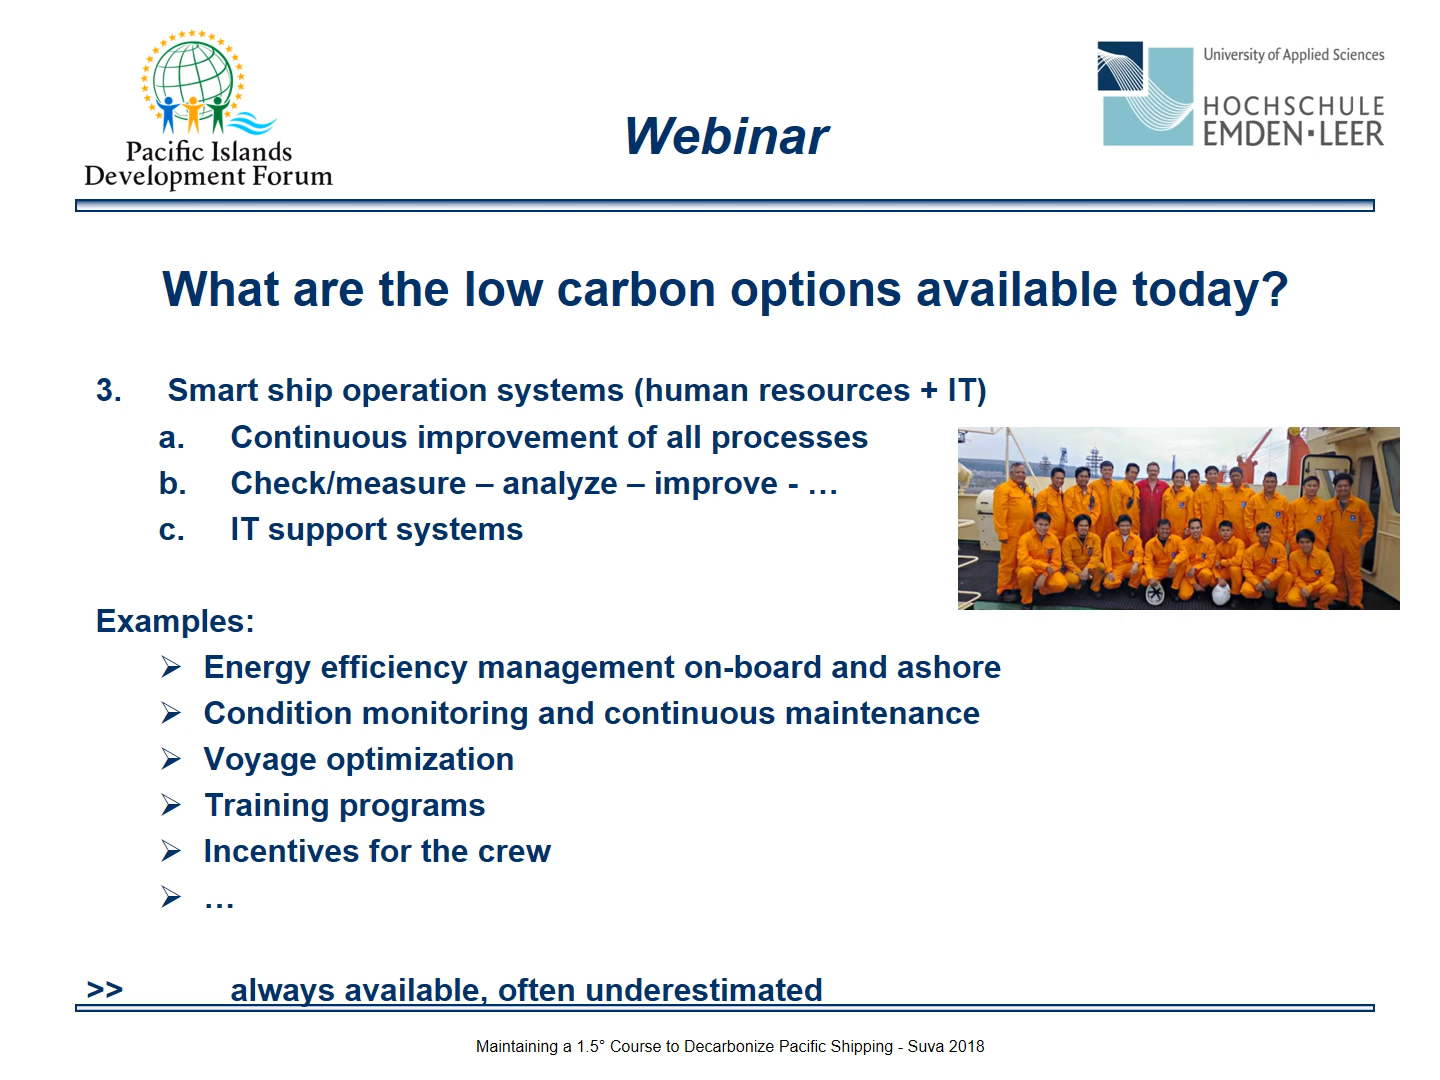 Pacific Islands
Development Forum
Webinar
University of Applied Sciences
HOCHSCHULE
EMDEN·LEER
What are the low carbon options available today?
3. Smart ship operation systems (human resources + IT)
a. Continuous improvement of all processes
b. Check/measure – analyze – improve - …
c. IT support systems
Examples:
➢ Energy efficiency management on-board and ashore
➢ Condition monitoring and continuous maintenance
➢ Voyage optimization
➢ Training programs
➢ Incentives for the crew
➢ …
>> always available, often underestimated
Maintaining a 1.5° Course to Decarbonize Pacific Shipping - Suva 2018